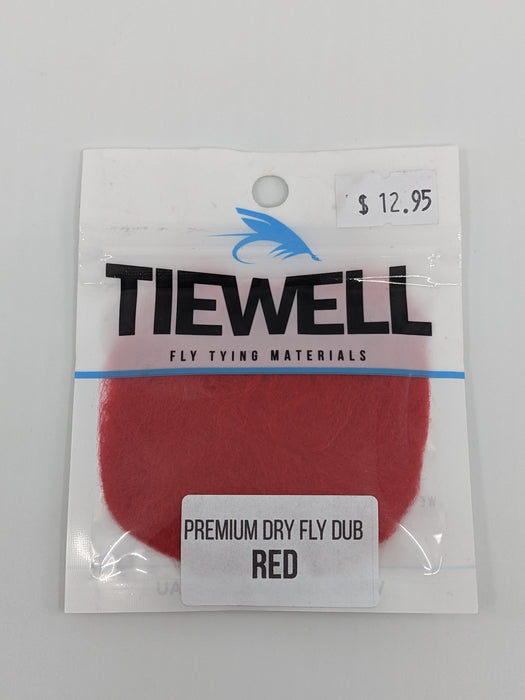 $ 12.95
TIEWELL
FLY TYING MATERIALS
PREMIUM DRY FLY DUB
RED